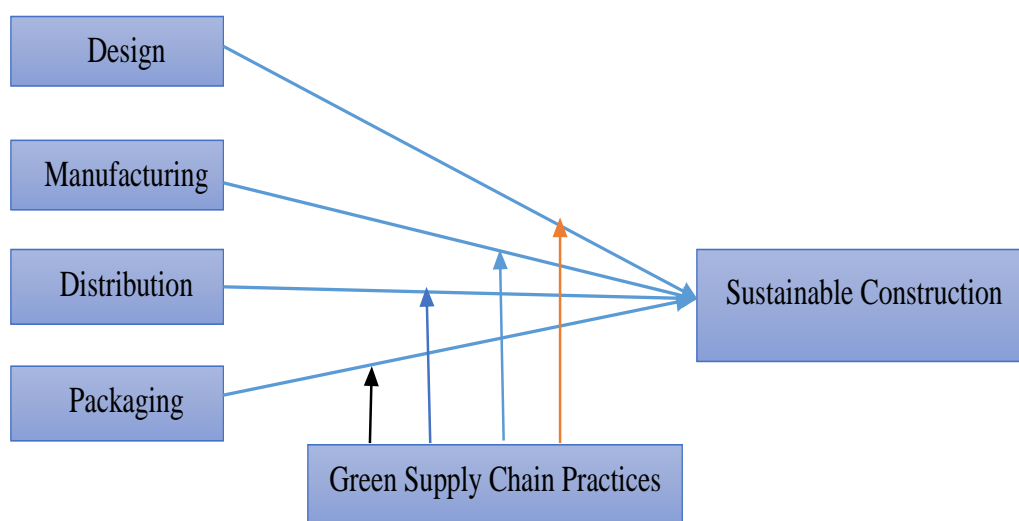 Design
Manufacturing
Distribution
Sustainable Construction
Packaging
Green Supply Chain Practices